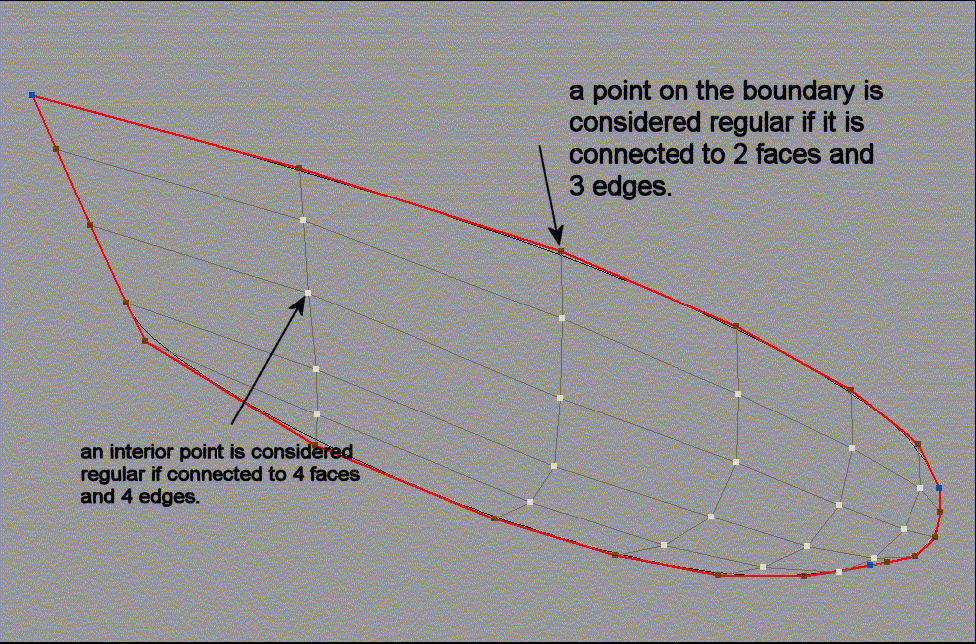 a point on the boundary is
considered regular if it is
connected to 2 faces and
3 edges.
an interior point is considered
regular if connected to 4 faces
and 4 edges.